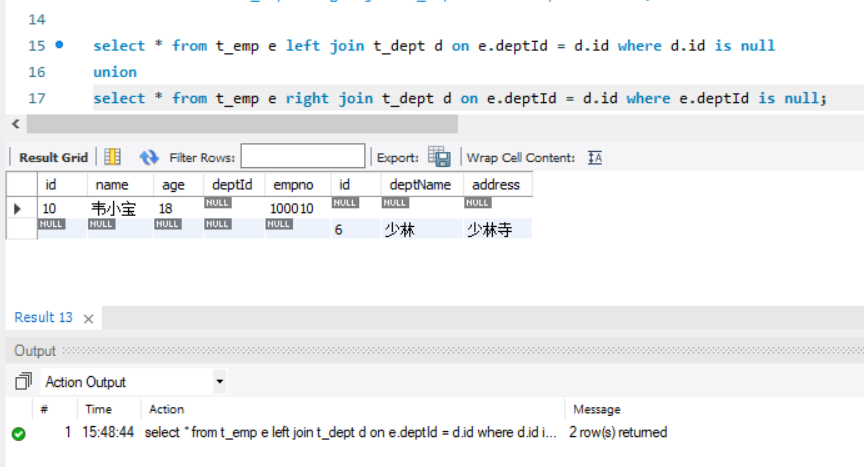 14
15 select * from t_emp e left join t_dept d on e.deptId = d.id where d.id is null
16 union
17 select * from t_emp e right join t_dept d on e.deptId = d.id where e.deptId is null;
Result Grid Filter Rows: Export: Wrap Cell Content: IA
id name age deptId empno id deptName address
10 韦小宝 18 NULL 100010 NULL NULL NULL
NULL NULL NULL NULL NULL 6 少林 少林寺
Result 13 ×
Output
Action Output
# Time Action Message
1 15:48:44 select * from t_emp e left join t_dept d on e.deptId = d.id where d.id i... 2 row(s) returned